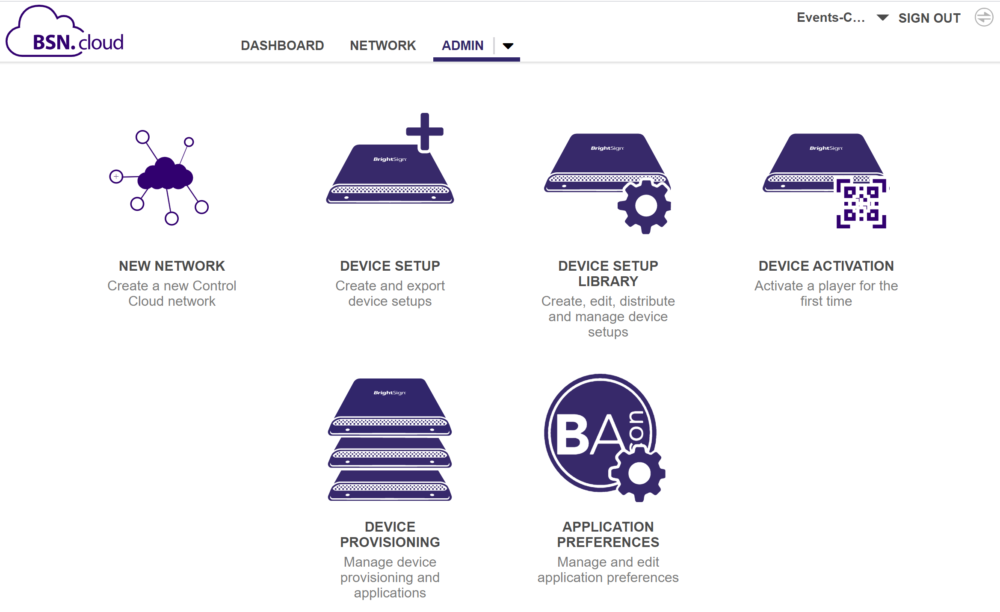 BSN.cloud
Events-C...
SIGN OUT
DASHBOARD
NETWORK
ADMIN
BrightSign
BrightSign
BrightSign
NEW NETWORK
Create a new Control
Cloud network
DEVICE SETUP
Create and export
device setups
DEVICE SETUP
LIBRARY
Create, edit, distribute
and manage device
setups
DEVICE ACTIVATION
Activate a player for the
first time
BrightSign
BA:con
DEVICE
PROVISIONING
Manage device
provisioning and
applications
APPLICATION
PREFERENCES
Manage and edit
application preferences